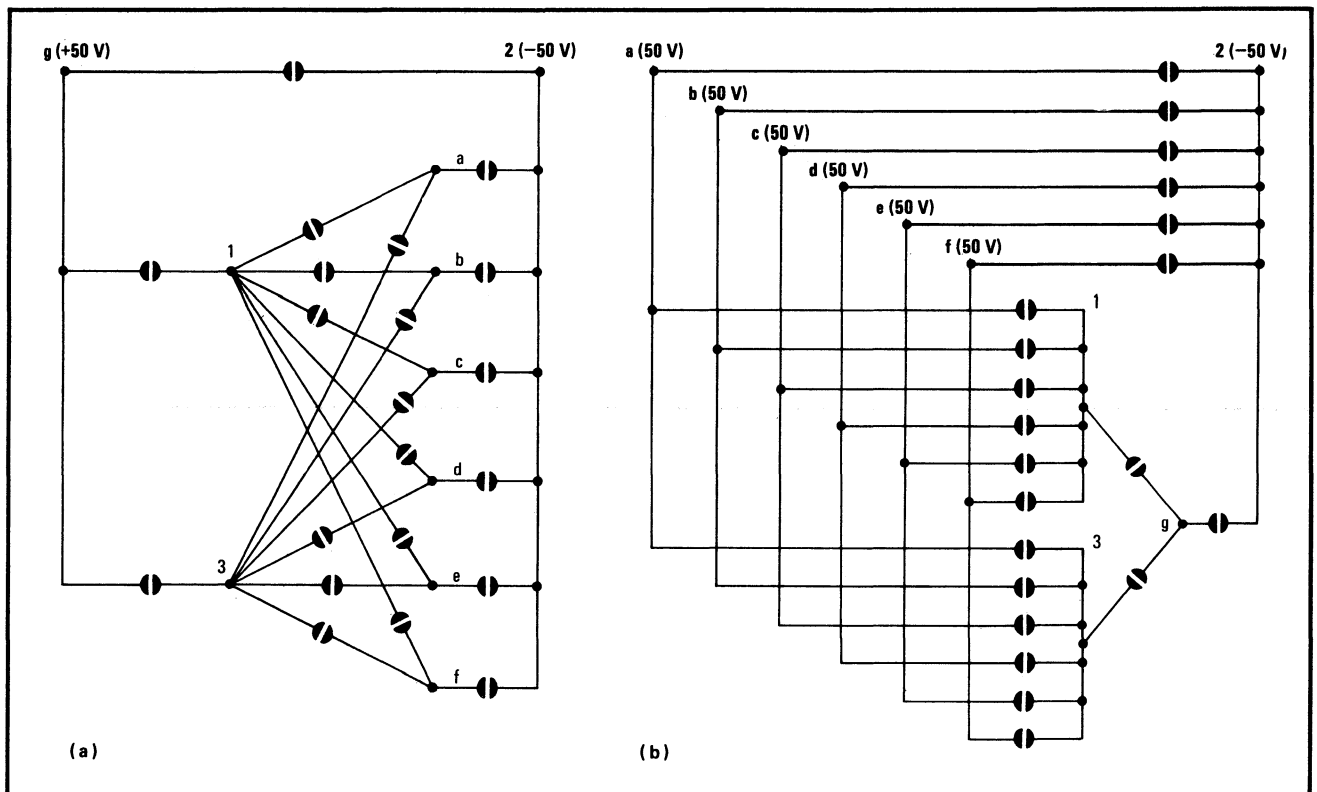 g (+50 V)
2 (−50 V)
a
1
b
c
d
3
e
f
(a)
a (50 V)
2 (−50 V)
b (50 V)
c (50 V)
d (50 V)
e (50 V)
f (50 V)
1
g
3
(b)